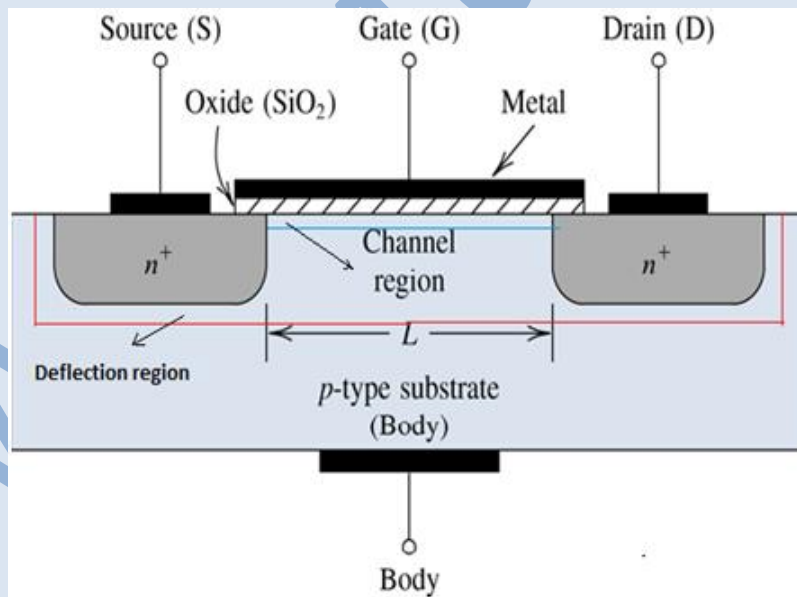 Source (S)
Gate (G)
Drain (D)
Oxide (SiO₂)
Metal
Channel
region
n⁺
n⁺
L
Deflection region
p-type substrate
(Body)
Body